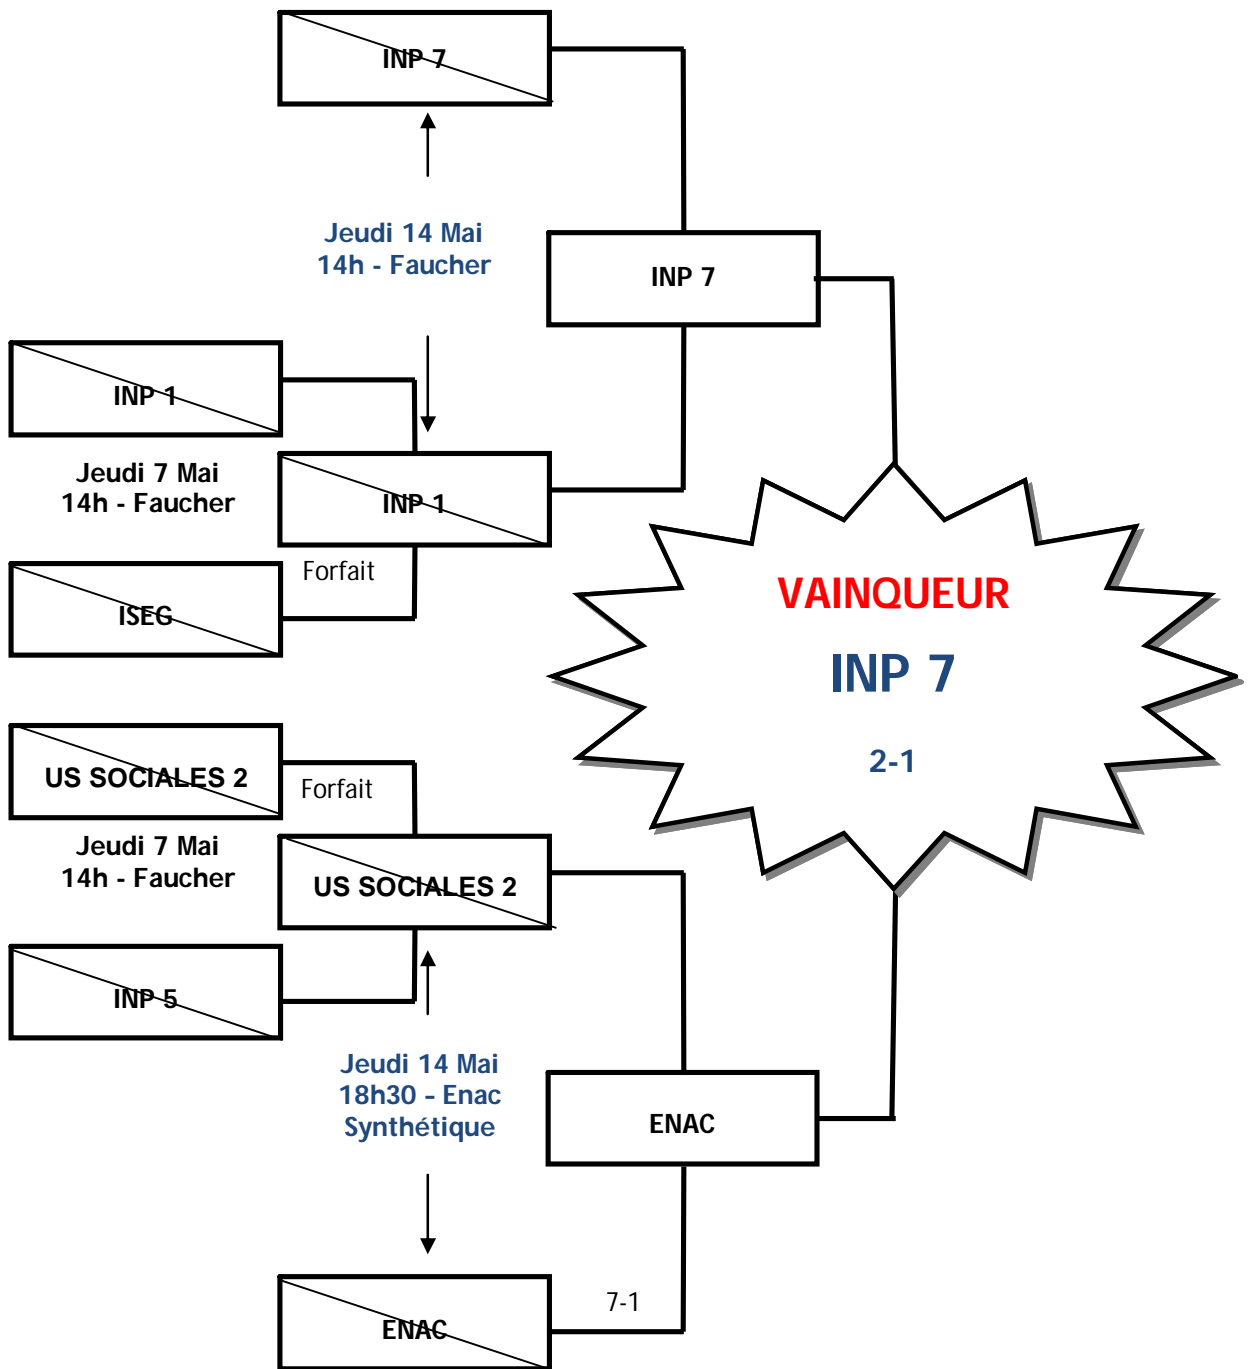 INP 7
Jeudi 14 Mai
14h - Faucher
INP 7
INP 1
Jeudi 7 Mai
14h - Faucher
INP 1
Forfait
ISEG
VAINQUEUR
INP 7
2-1
US SOCIALES 2
Forfait
Jeudi 7 Mai
14h - Faucher
US SOCIALES 2
INP 5
Jeudi 14 Mai
18h30 - Enac
Synthétique
ENAC
7-1
ENAC